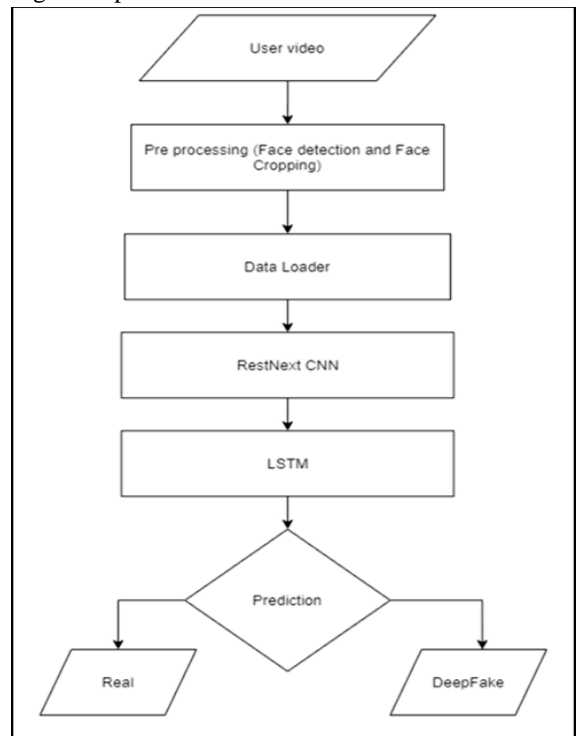 User video
Pre processing (Face detection and Face
Cropping)
Data Loader
RestNext CNN
LSTM
Prediction
Real
DeepFake